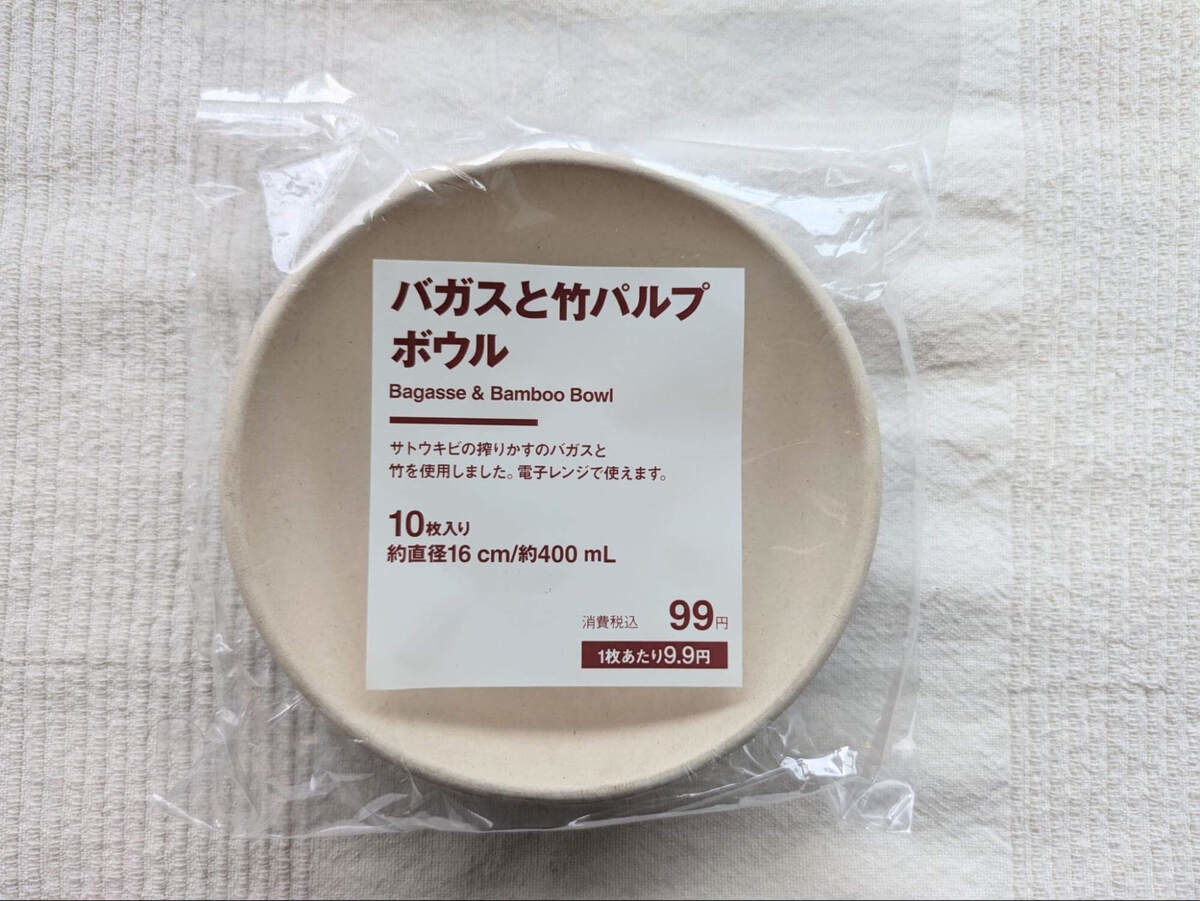 バガスと竹パルプ
ボウル
Bagasse & Bamboo Bowl
サトウキビの搾りかすのバガスと
竹を使用しました。電子レンジで使えます。
10枚入り
約直径16 cm/約400 mL
消費税込 99円
1枚あたり9.9円